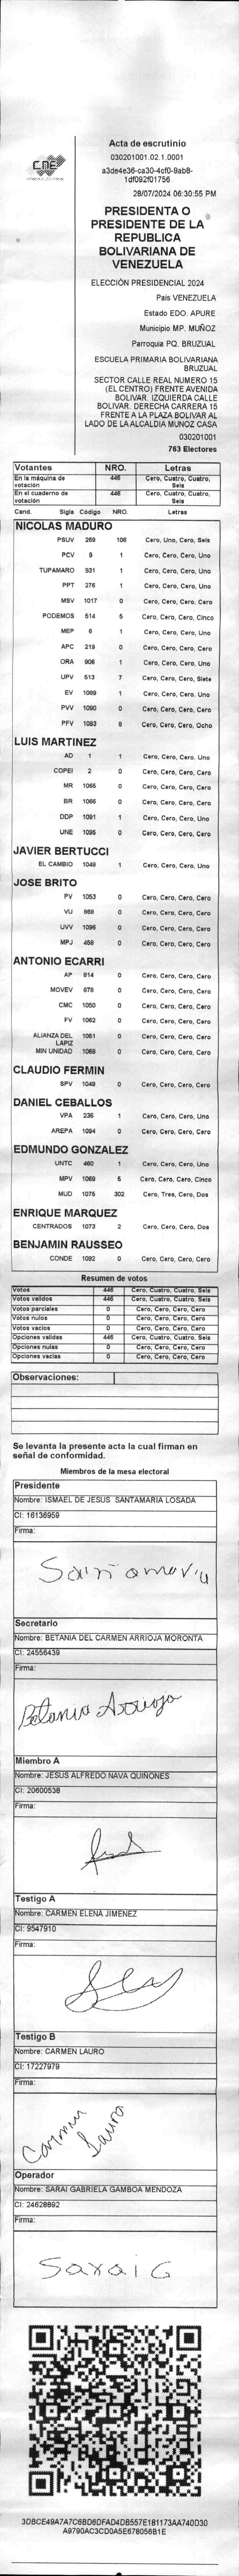 CNE
Acta de escrutinio
030201001.02.1.0001
a3de4e36-ca30-4cf0-9ab8-
1df092f01756
28/07/2024 06:30:55 PM
PRESIDENTA O
PRESIDENTE DE LA
REPUBLICA
BOLIVARIANA DE
VENEZUELA
ELECCIÓN PRESIDENCIAL 2024
País VENEZUELA
Estado EDO. APURE
Municipio MP. MUÑOZ
Parroquia PQ. BRUZUAL
ESCUELA PRIMARIA BOLIVARIANA
BRUZUAL
SECTOR CALLE REAL NUMERO 15
(EL CENTRO) FRENTE AVENIDA
BOLIVAR. IZQUIERDA CALLE
BOLIVAR. DERECHA CARRERA 15
FRENTE A LA PLAZA BOLIVAR AL
LADO DE LA ALCALDIA MUNOZ CASA
030201001
763 Electores
Votantes NRO. Letras
En la máquina de votación 446 Cero, Cuatro, Cuatro, Seis
En el cuaderno de votación 446 Cero, Cuatro, Cuatro, Seis
Cand. Sigla Código NRO. Letras
NICOLAS MADURO
PSUV 269 106 Cero, Uno, Cero, Seis
PCV 9 1 Cero, Cero, Cero, Uno
TUPAMARO 931 1 Cero, Cero, Cero, Uno
PPT 276 1 Cero, Cero, Cero, Uno
MSV 1017 0 Cero, Cero, Cero, Cero
PODEMOS 514 5 Cero, Cero, Cero, Cinco
MEP 6 1 Cero, Cero, Cero, Uno
APC 219 0 Cero, Cero, Cero, Cero
ORA 906 1 Cero, Cero, Cero, Uno
UPV 613 7 Cero, Cero, Cero, Siete
EV 1089 1 Cero, Cero, Cero, Uno
PVV 1090 0 Cero, Cero, Cero, Cero
PFV 1093 8 Cero, Cero, Cero, Ocho
LUIS MARTINEZ
AD 1 1 Cero, Cero, Cero, Uno
COPEI 2 0 Cero, Cero, Cero, Cero
MR 1065 0 Cero, Cero, Cero, Cero
BR 1066 0 Cero, Cero, Cero, Cero
DDP 1091 1 Cero, Cero, Cero, Uno
UNE 1095 0 Cero, Cero, Cero, Cero
JAVIER BERTUCCI
EL CAMBIO 1048 1 Cero, Cero, Cero, Uno
JOSE BRITO
PV 1053 0 Cero, Cero, Cero, Cero
VU 868 0 Cero, Cero, Cero, Cero
UVV 1096 0 Cero, Cero, Cero, Cero
MPJ 458 0 Cero, Cero, Cero, Cero
ANTONIO ECARRI
AP 814 0 Cero, Cero, Cero, Cero
MOVEV 878 0 Cero, Cero, Cero, Cero
CMC 1050 0 Cero, Cero, Cero, Cero
FV 1062 0 Cero, Cero, Cero, Cero
ALIANZA DEL LAPIZ 1051 0 Cero, Cero, Cero, Cero
MIN UNIDAD 1068 0 Cero, Cero, Cero, Cero
CLAUDIO FERMIN
SPV 1049 0 Cero, Cero, Cero, Cero
DANIEL CEBALLOS
VPA 236 1 Cero, Cero, Cero, Uno
AREPA 1094 0 Cero, Cero, Cero, Cero
EDMUNDO GONZALEZ
UNTC 460 1 Cero, Cero, Cero, Uno
MPV 1069 5 Cero, Cero, Cero, Cinco
MUD 1075 302 Cero, Tres, Cero, Dos
ENRIQUE MARQUEZ
CENTRADOS 1073 2 Cero, Cero, Cero, Dos
BENJAMIN RAUSSEO
CONDE 1092 0 Cero, Cero, Cero, Cero
Resumen de votos
Votos 446 Cero, Cuatro, Cuatro, Seis
Votos validos 446 Cero, Cuatro, Cuatro, Seis
Votos parciales 0 Cero, Cero, Cero, Cero
Votos nulos 0 Cero, Cero, Cero, Cero
Votos vacios 0 Cero, Cero, Cero, Cero
Opciones validas 446 Cero, Cuatro, Cuatro, Seis
Opciones nulas 0 Cero, Cero, Cero, Cero
Opciones vacias 0 Cero, Cero, Cero, Cero
Observaciones:
Se levanta la presente acta la cual firman en
señal de conformidad.
Miembros de la mesa electoral
Presidente
Nombre: ISMAEL DE JESUS SANTAMARIA LOSADA
CI: 16136959
Firma:
Santamaria
Secretario
Nombre: BETANIA DEL CARMEN ARRIOJA MORONTA
CI: 24556439
Firma:
Betania Arrioja
Miembro A
Nombre: JESUS ALFREDO NAVA QUIÑONES
CI: 20600538
Firma:
Testigo A
Nombre: CARMEN ELENA JIMENEZ
CI: 9547910
Firma:
Testigo B
Nombre: CARMEN LAURO
CI: 17227979
Firma:
Carmen
Lauro
Operador
Nombre: SARAI GABRIELA GAMBOA MENDOZA
CI: 24628892
Firma:
Sarai G
3DBCE49A7A7C6BD6DFAD4DB557E181173AA740D30
A9790AC3CD0A5E678056B1E